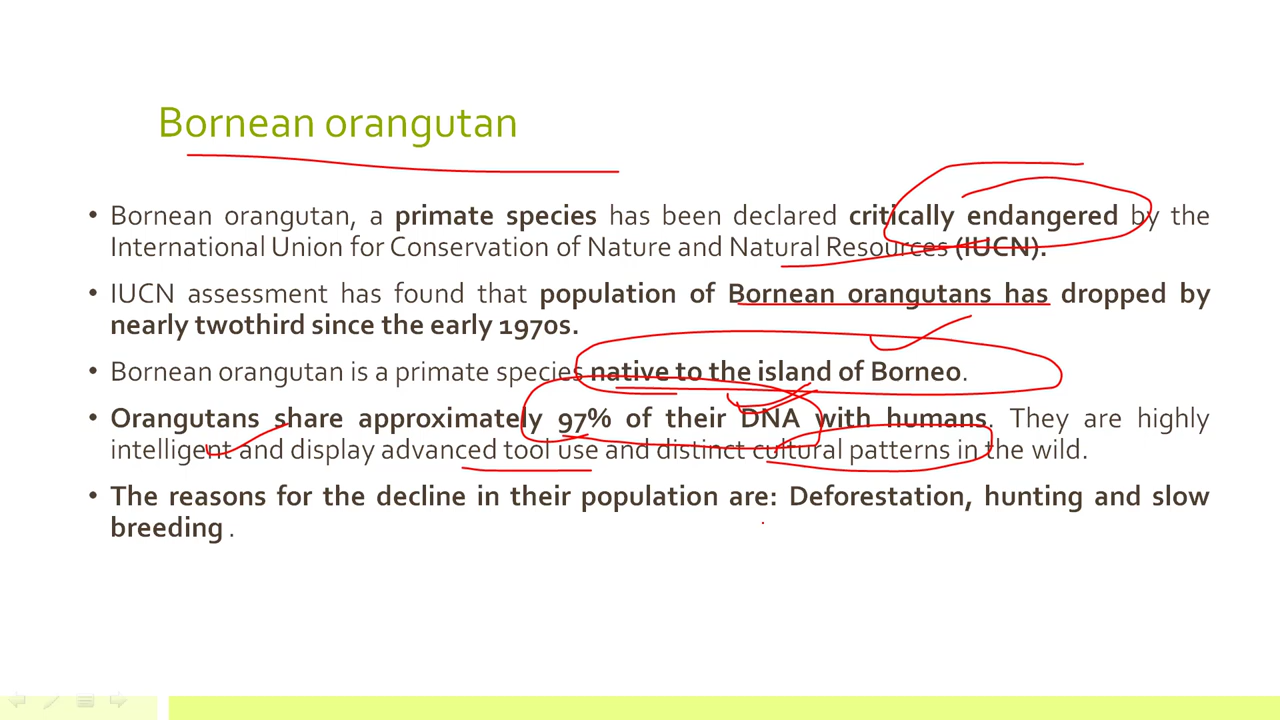 Bornean orangutan
• Bornean orangutan, a primate species has been declared critically endangered by the
International Union for Conservation of Nature and Natural Resources (IUCN).
• IUCN assessment has found that population of Bornean orangutans has dropped by
nearly twothird since the early 1970s.
• Bornean orangutan is a primate species native to the island of Borneo.
• Orangutans share approximately 97% of their DNA with humans. They are highly
intelligent and display advanced tool use and distinct cultural patterns in the wild.
• The reasons for the decline in their population are: Deforestation, hunting and slow
breeding .